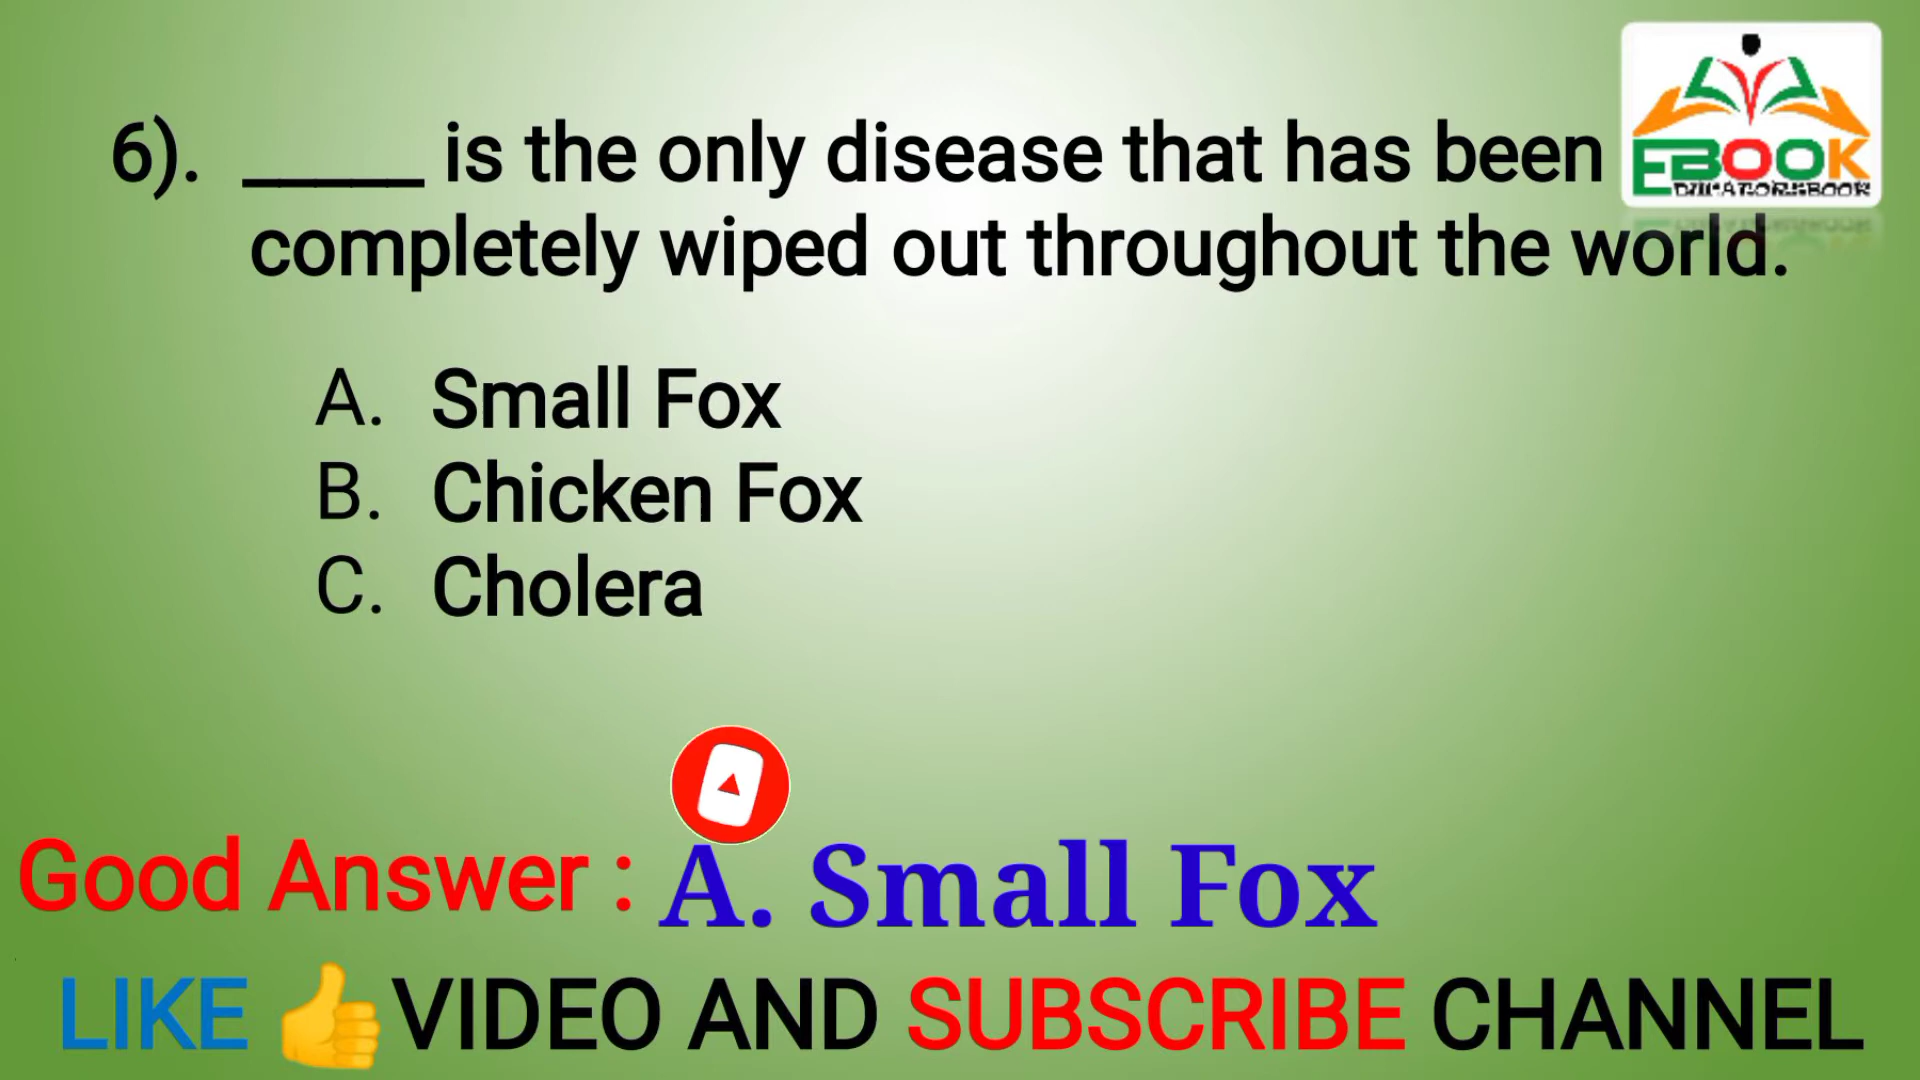 6). _____ is the only disease that has been
completely wiped out throughout the world.
EBOOK
A. Small Fox
B. Chicken Fox
C. Cholera
Good Answer : A. Small Fox
LIKE 👍 VIDEO AND SUBSCRIBE CHANNEL